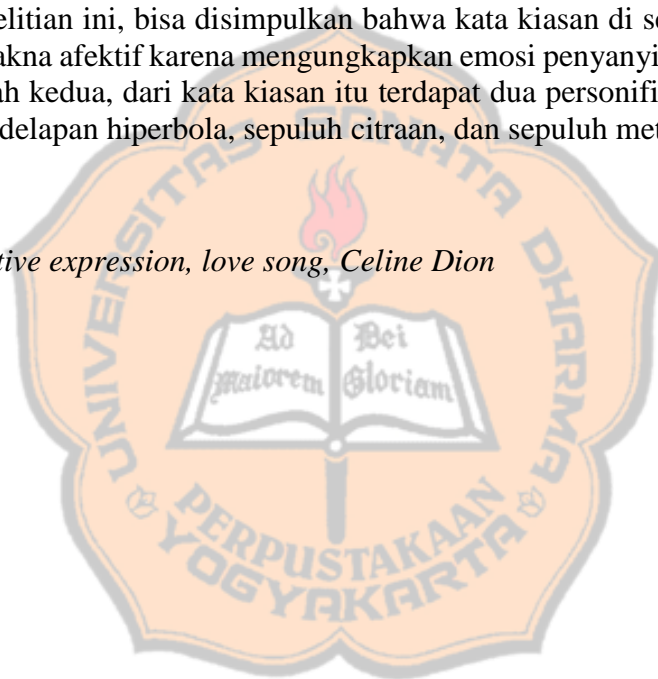 elitian ini, bisa disimpulkan bahwa kata kiasan di s
akna afektif karena mengungkapkan emosi penyanyi
ah kedua, dari kata kiasan itu terdapat dua personifi
delapan hiperbola, sepuluh citraan, dan sepuluh met
tive expression, love song, Celine Dion
UNIVERSITAS SANATA DHARMA
Ad Dei
maiorem Gloriam
PERPUSTAKAAN
YOGYAKARTA